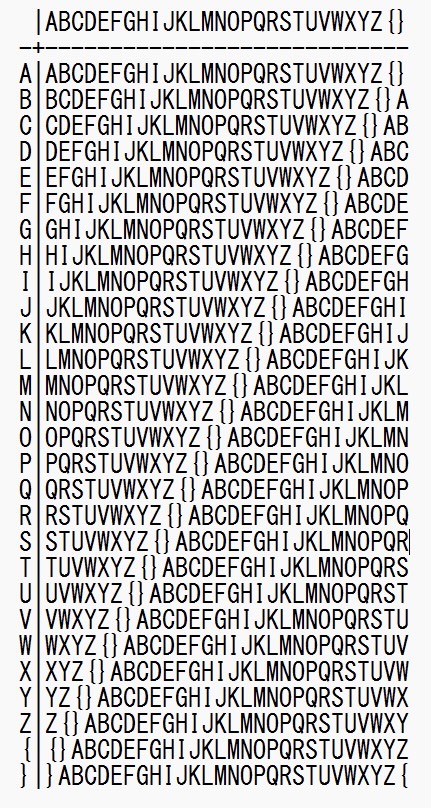 |ABCDEFGHIJKLMNOPQRSTUVWXYZ{}
-+----------------------------
A|ABCDEFGHIJKLMNOPQRSTUVWXYZ{}
B|BCDEFGHIJKLMNOPQRSTUVWXYZ{}A
C|CDEFGHIJKLMNOPQRSTUVWXYZ{}AB
D|DEFGHIJKLMNOPQRSTUVWXYZ{}ABC
E|EFGHIJKLMNOPQRSTUVWXYZ{}ABCD
F|FGHIJKLMNOPQRSTUVWXYZ{}ABCDE
G|GHIJKLMNOPQRSTUVWXYZ{}ABCDEF
H|HIJKLMNOPQRSTUVWXYZ{}ABCDEFG
I|IJKLMNOPQRSTUVWXYZ{}ABCDEFGH
J|JKLMNOPQRSTUVWXYZ{}ABCDEFGHI
K|KLMNOPQRSTUVWXYZ{}ABCDEFGHIJ
L|LMNOPQRSTUVWXYZ{}ABCDEFGHIJK
M|MNOPQRSTUVWXYZ{}ABCDEFGHIJKL
N|NOPQRSTUVWXYZ{}ABCDEFGHIJKLM
O|OPQRSTUVWXYZ{}ABCDEFGHIJKLMN
P|PQRSTUVWXYZ{}ABCDEFGHIJKLMNO
Q|QRSTUVWXYZ{}ABCDEFGHIJKLMNOP
R|RSTUVWXYZ{}ABCDEFGHIJKLMNOPQ
S|STUVWXYZ{}ABCDEFGHIJKLMNOPQR
T|TUVWXYZ{}ABCDEFGHIJKLMNOPQRS
U|UVWXYZ{}ABCDEFGHIJKLMNOPQRST
V|VWXYZ{}ABCDEFGHIJKLMNOPQRSTU
W|WXYZ{}ABCDEFGHIJKLMNOPQRSTUV
X|XYZ{}ABCDEFGHIJKLMNOPQRSTUVW
Y|YZ{}ABCDEFGHIJKLMNOPQRSTUVWX
Z|Z{}ABCDEFGHIJKLMNOPQRSTUVWXY
{|{}ABCDEFGHIJKLMNOPQRSTUVWXYZ
}|}ABCDEFGHIJKLMNOPQRSTUVWXYZ{